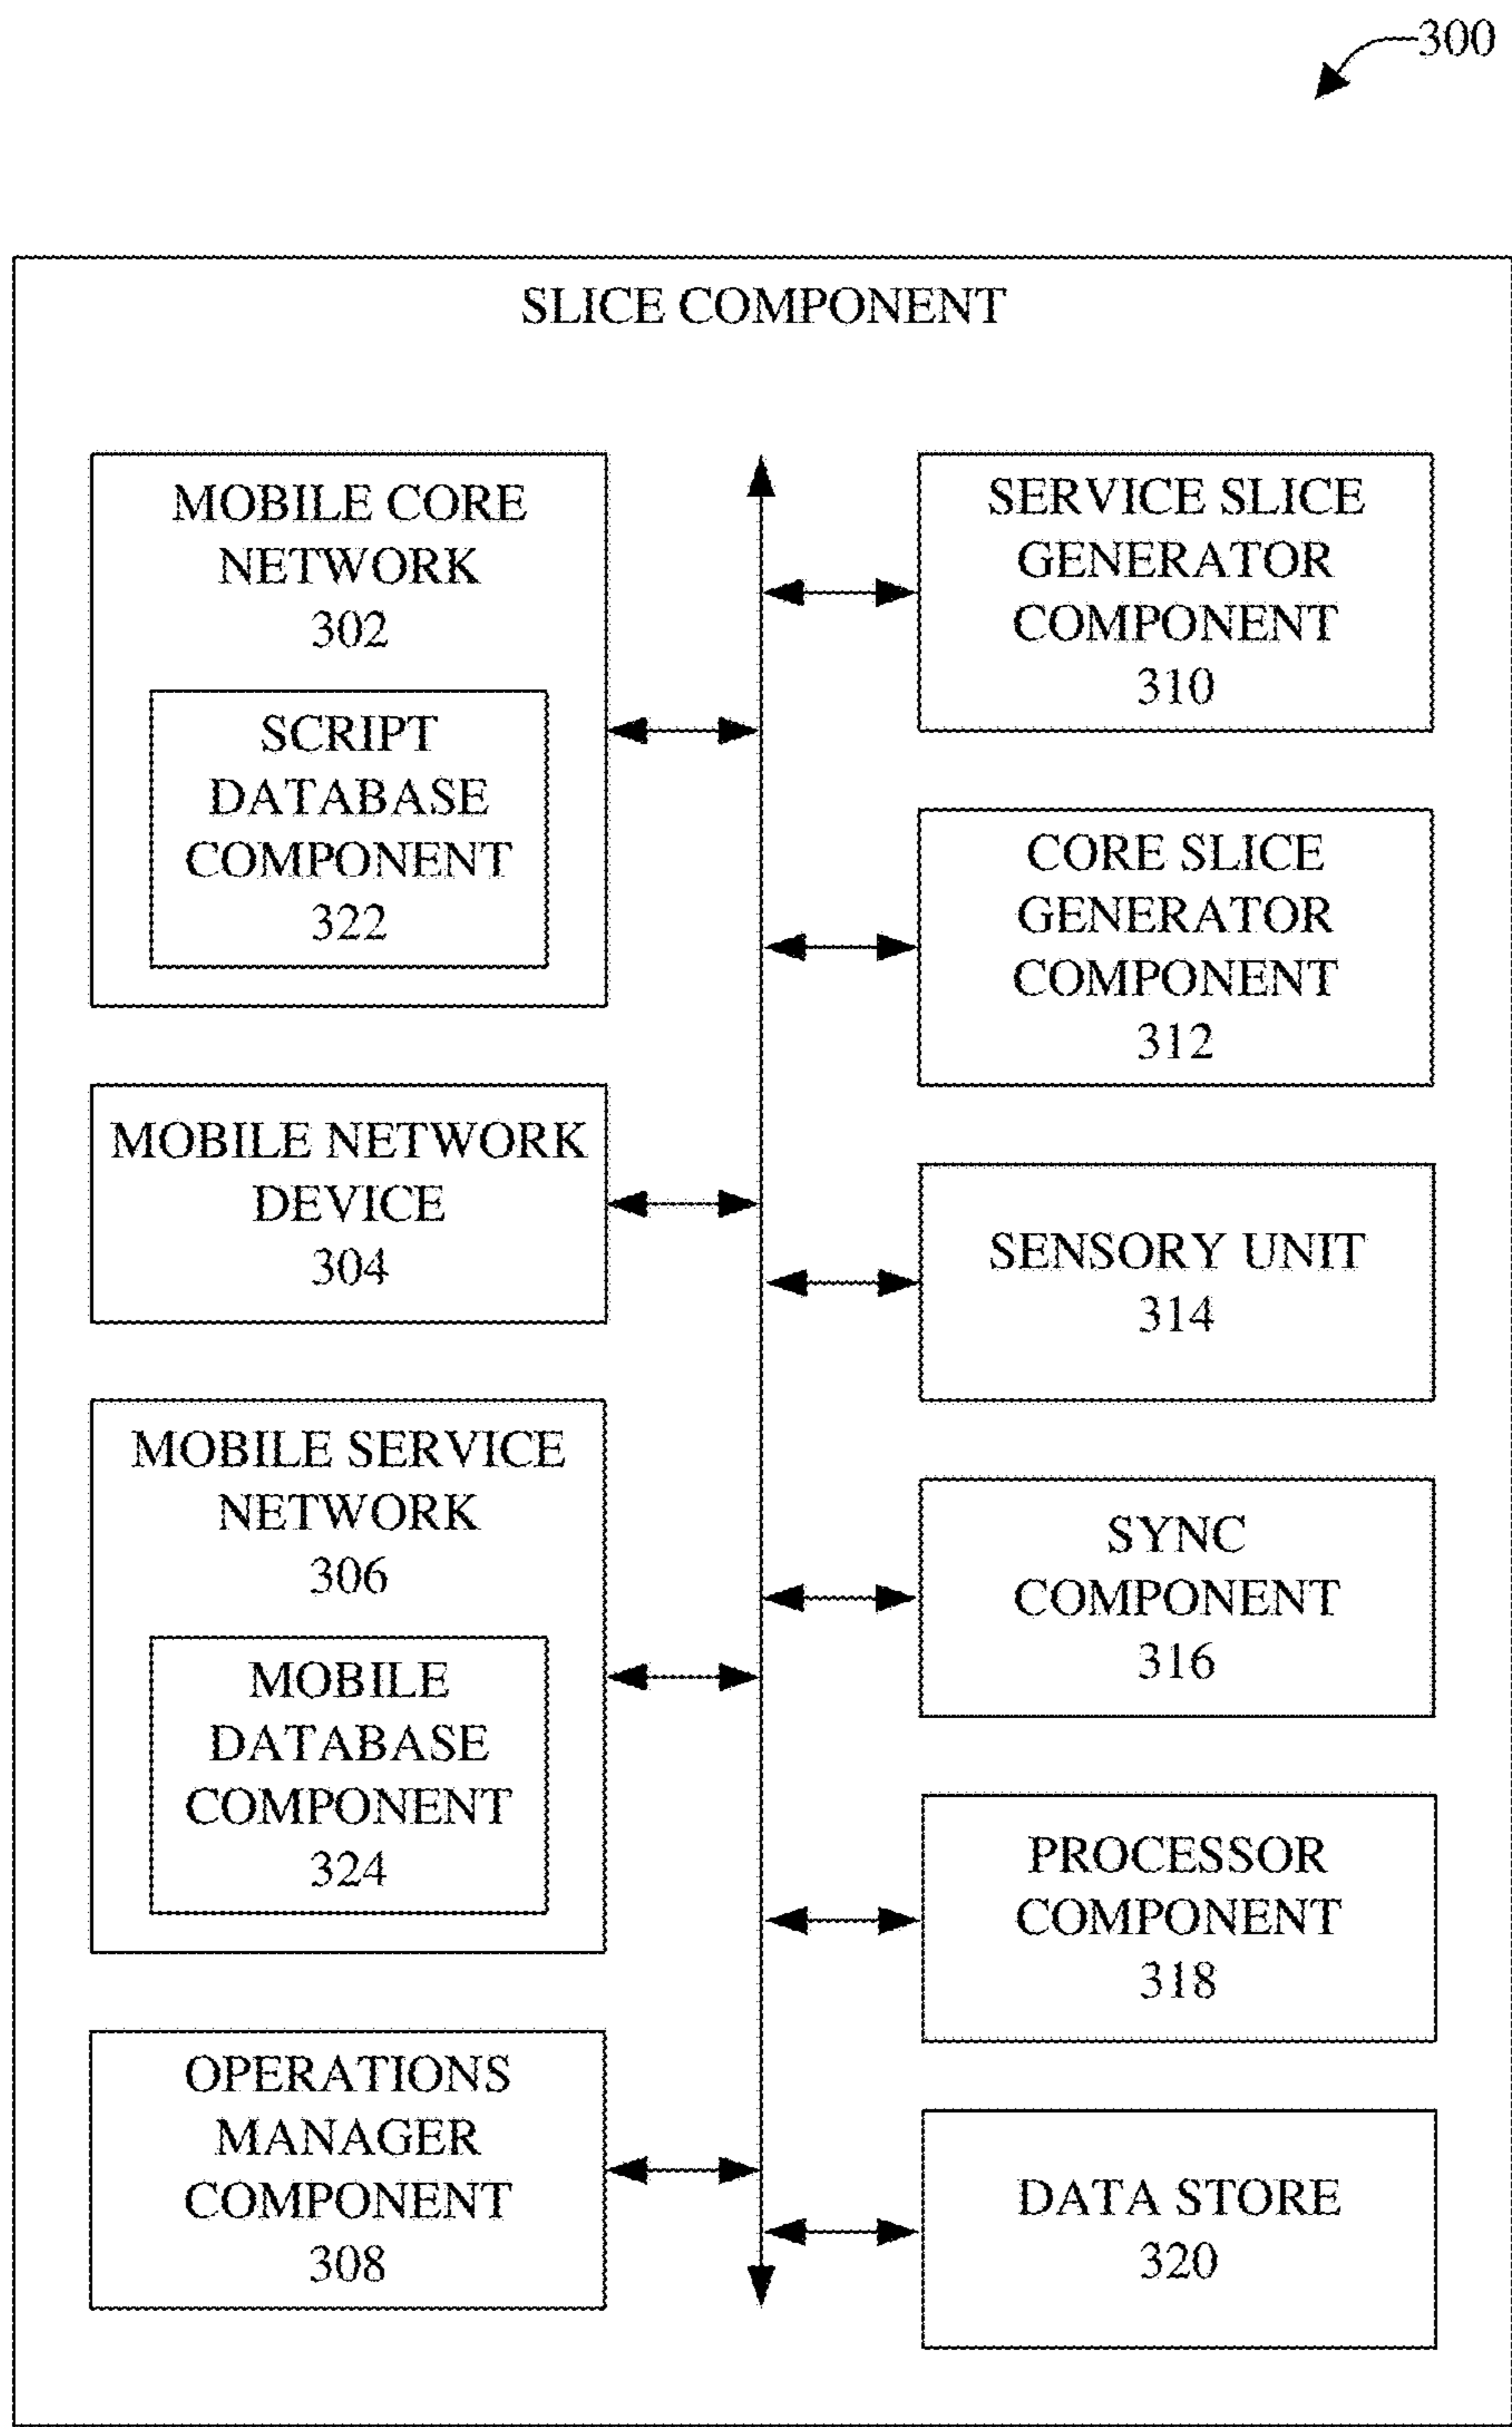 300
SLICE COMPONENT
MOBILE CORE
NETWORK
302
SCRIPT
DATABASE
COMPONENT
322
MOBILE NETWORK
DEVICE
304
MOBILE SERVICE
NETWORK
306
MOBILE
DATABASE
COMPONENT
324
OPERATIONS
MANAGER
COMPONENT
308
SERVICE SLICE
GENERATOR
COMPONENT
310
CORE SLICE
GENERATOR
COMPONENT
312
SENSORY UNIT
314
SYNC
COMPONENT
316
PROCESSOR
COMPONENT
318
DATA STORE
320